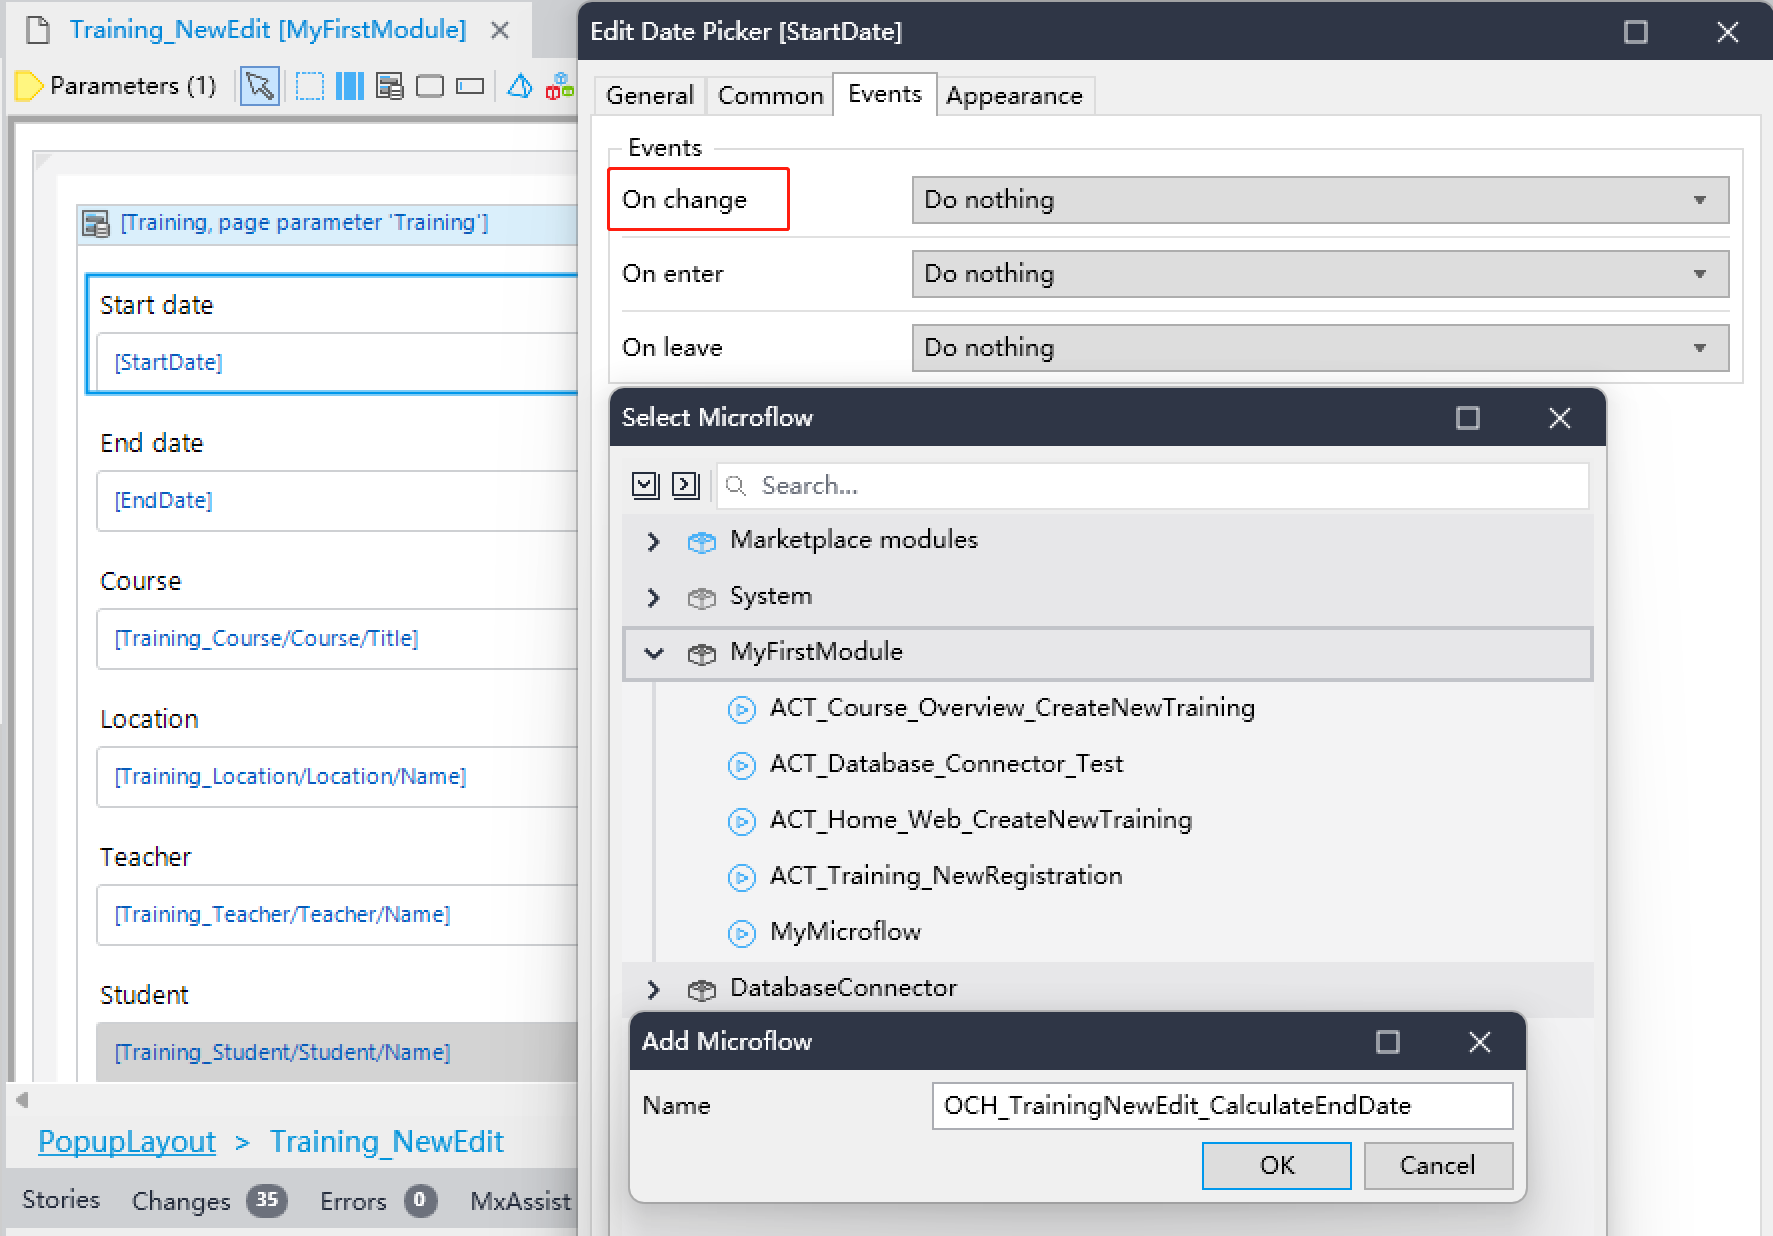 Training_NewEdit [MyFirstModule]
Parameters (1)
[Training, page parameter 'Training']
Start date
[StartDate]
End date
[EndDate]
Course
[Training_Course/Course/Title]
Location
[Training_Location/Location/Name]
Teacher
[Training_Teacher/Teacher/Name]
Student
[Training_Student/Student/Name]
PopupLayout > Training_NewEdit
Stories Changes 35 Errors 0 MxAssist
Edit Date Picker [StartDate]
General Common Events Appearance
Events
On change Do nothing
On enter Do nothing
On leave Do nothing
Select Microflow
Search...
Marketplace modules
System
MyFirstModule
ACT_Course_Overview_CreateNewTraining
ACT_Database_Connector_Test
ACT_Home_Web_CreateNewTraining
ACT_Training_NewRegistration
MyMicroflow
DatabaseConnector
Add Microflow
Name OCH_TrainingNewEdit_CalculateEndDate
OK Cancel